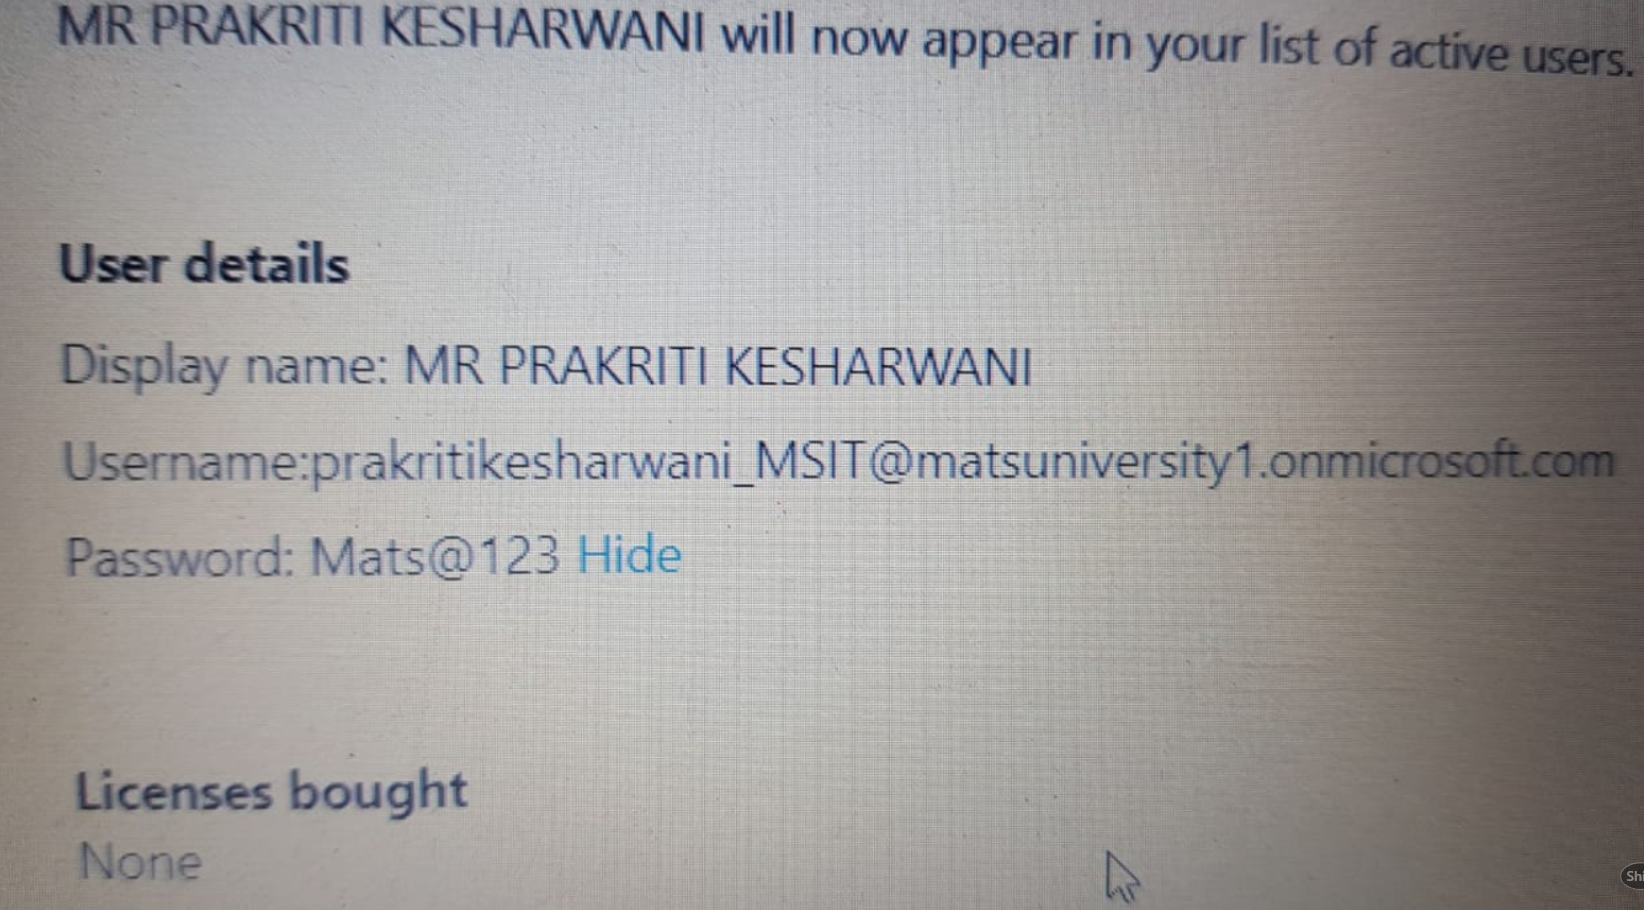 MR PRAKRITI KESHARWANI will now appear in your list of active users.
User details
Display name: MR PRAKRITI KESHARWANI
Username:prakritikesharwani_MSIT@matsuniversity1.onmicrosoft.com
Password: Mats@123 Hide
Licenses bought
None